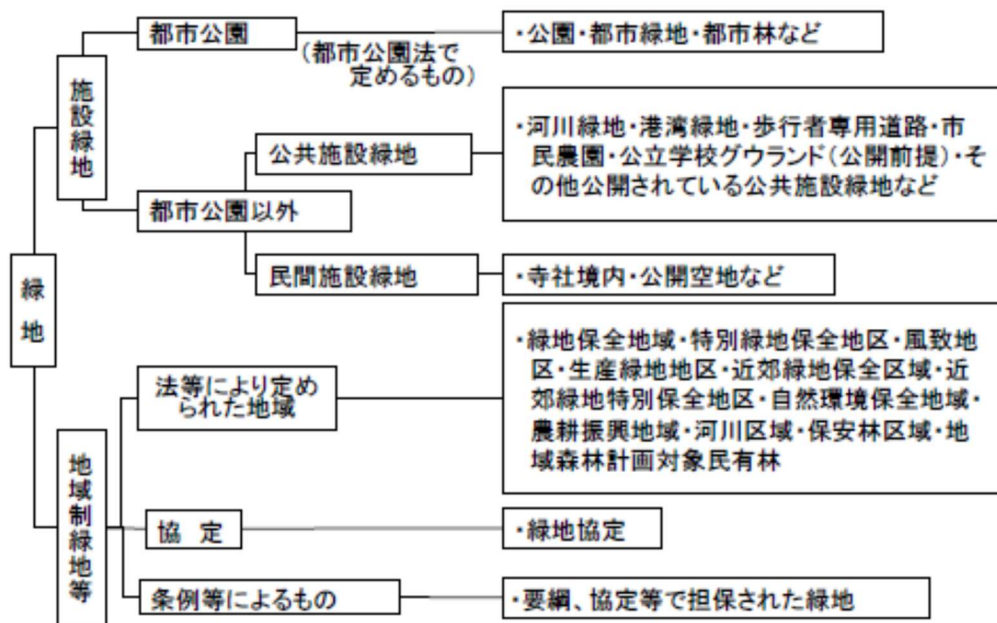 緑地
施設緑地
都市公園
(都市公園法で
定めるもの)
・公園・都市緑地・都市林など
都市公園以外
公共施設緑地
・河川緑地・港湾緑地・歩行者専用道路・市
民農園・公立学校グウランド(公開前提)・そ
の他公開されている公共施設緑地など
民間施設緑地
・寺社境内・公開空地など
地域制緑地等
法等により定め
られた地域
・緑地保全地域・特別緑地保全地区・風致地
区・生産緑地地区・近郊緑地保全区域・近
郊緑地特別保全地区・自然環境保全地域・
農耕振興地域・河川区域・保安林区域・地
域森林計画対象民有林
協 定
・緑地協定
条例等によるもの
・要綱、協定等で担保された緑地